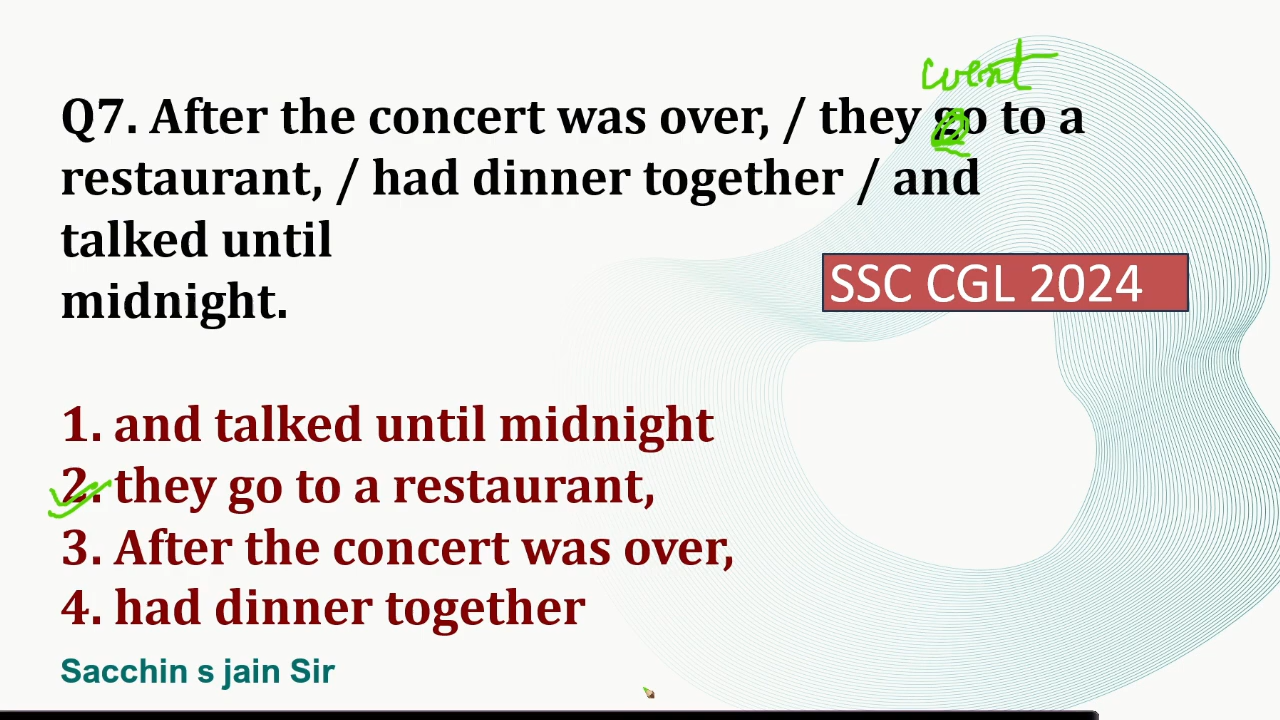 went
Q7. After the concert was over, / they go to a
restaurant, / had dinner together / and
talked until
midnight.
SSC CGL 2024
1. and talked until midnight
2. they go to a restaurant,
3. After the concert was over,
4. had dinner together
Sacchin s jain Sir